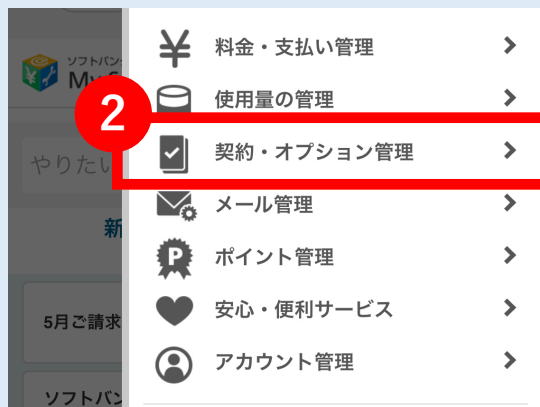 料金・支払い管理
ソフトバン
My
使用量の管理
2
契約・オプション管理
やりたい
メール管理
新
P
ポイント管理
安心・便利サービス
5月ご請求
アカウント管理
ソフトバン